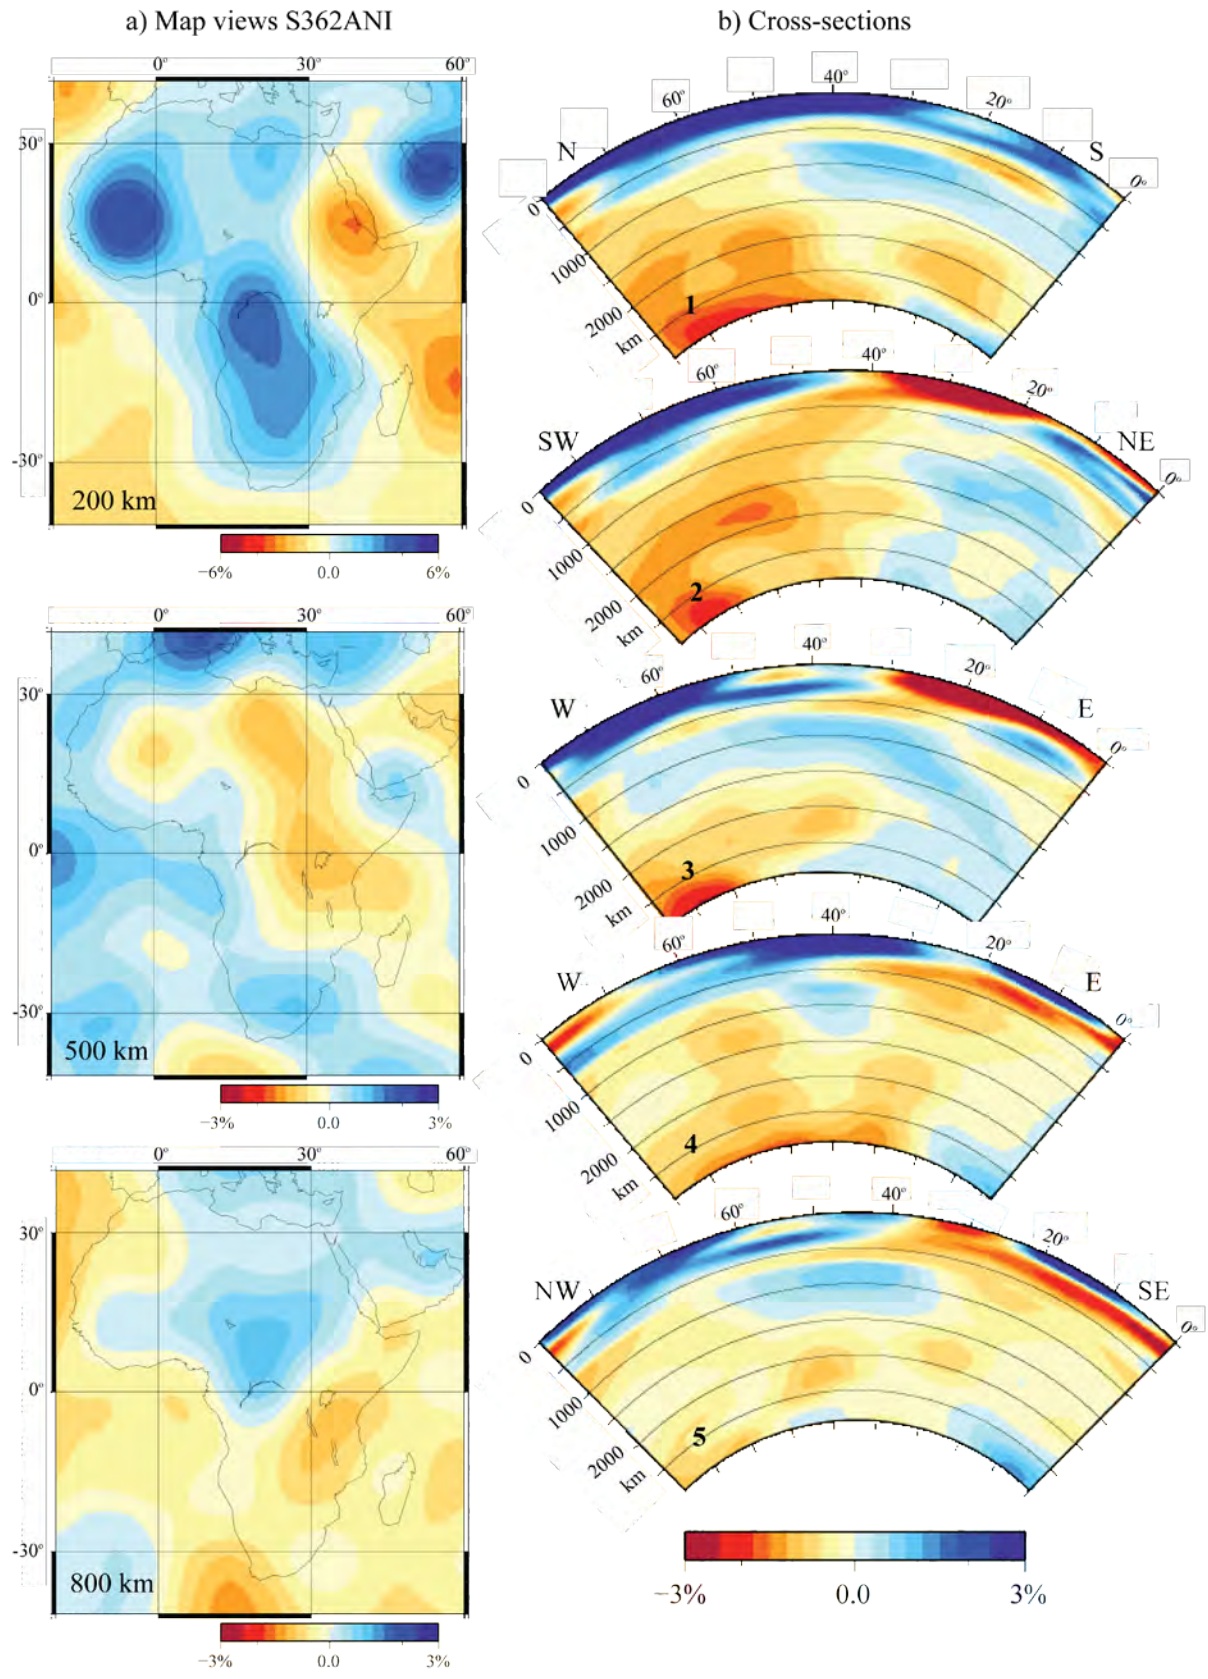 a) Map views S362ANI
0° 30° 60°
30°
0°
-30°
200 km
−6% 0.0 6%
0° 30° 60°
30°
0°
-30°
500 km
−3% 0.0 3%
0° 30° 60°
30°
0°
-30°
800 km
−3% 0.0 3%
b) Cross-sections
60° 40° 20° 0°
N S
0 1000 2000 km
1
60° 40° 20° 0°
SW NE
0 1000 2000 km
2
60° 40° 20° 0°
W E
0 1000 2000 km
3
60° 40° 20° 0°
W E
0 1000 2000 km
4
60° 40° 20° 0°
NW SE
0 1000 2000 km
5
−3% 0.0 3%